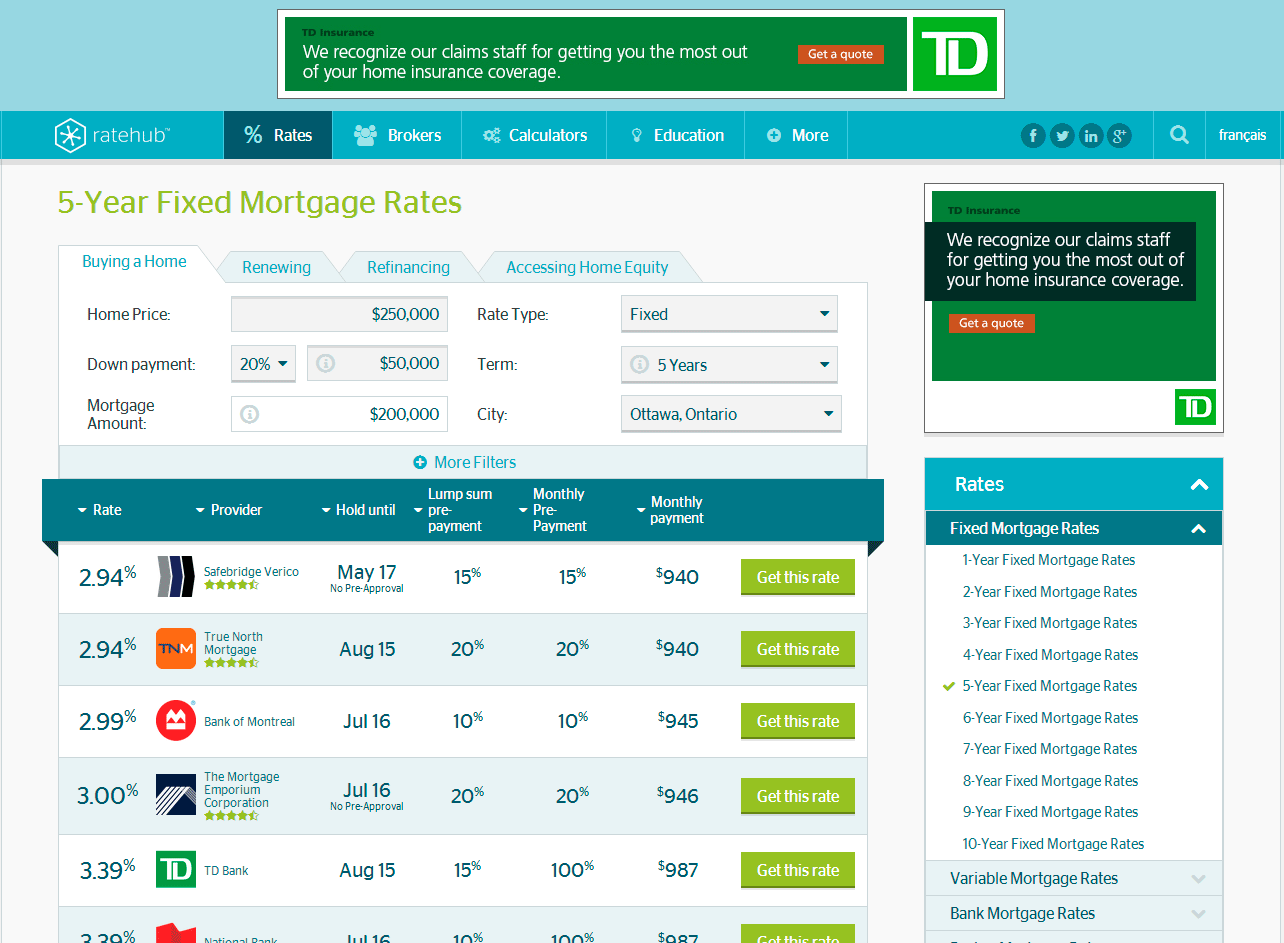 TD Insurance
We recognize our claims staff for getting you the most out
of your home insurance coverage.
Get a quote
TD
ratehub™
% Rates
Brokers
Calculators
Education
More
français
5-Year Fixed Mortgage Rates
Buying a Home
Renewing
Refinancing
Accessing Home Equity
Home Price: $250,000 Rate Type: Fixed
Down payment: 20% $50,000 Term: 5 Years
Mortgage
Amount: $200,000 City: Ottawa, Ontario
More Filters
Rate
Provider
Hold until
Lump sum
pre-
payment
Monthly
Pre-
Payment
Monthly
payment
2.94%
Safebridge Verico
May 17
No Pre-Approval
15%
15%
$940
Get this rate
2.94%
TNM
True North
Mortgage
Aug 15
20%
20%
$940
Get this rate
2.99%
Bank of Montreal
Jul 16
10%
10%
$945
Get this rate
3.00%
The Mortgage
Emporium
Corporation
Jul 16
No Pre-Approval
20%
20%
$946
Get this rate
3.39%
TD
TD Bank
Aug 15
15%
100%
$987
Get this rate
3.39%
National Bank
Jul 16
10%
100%
$987
Get this rate
TD Insurance
We recognize our claims staff
for getting you the most out of
your home insurance coverage.
Get a quote
TD
Rates
Fixed Mortgage Rates
1-Year Fixed Mortgage Rates
2-Year Fixed Mortgage Rates
3-Year Fixed Mortgage Rates
4-Year Fixed Mortgage Rates
5-Year Fixed Mortgage Rates
6-Year Fixed Mortgage Rates
7-Year Fixed Mortgage Rates
8-Year Fixed Mortgage Rates
9-Year Fixed Mortgage Rates
10-Year Fixed Mortgage Rates
Variable Mortgage Rates
Bank Mortgage Rates